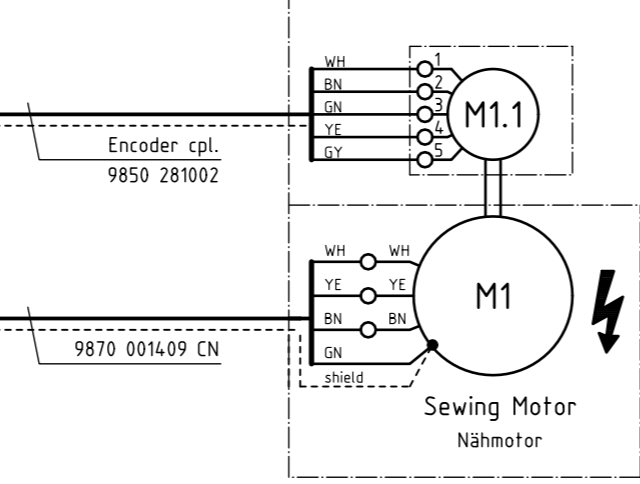 WH 1
BN 2
GN 3
YE 4
GY 5
M1.1
Encoder cpl.
9850 281002
WH WH
YE YE
BN BN
GN
shield
M1
9870 001409 CN
Sewing Motor
Nähmotor